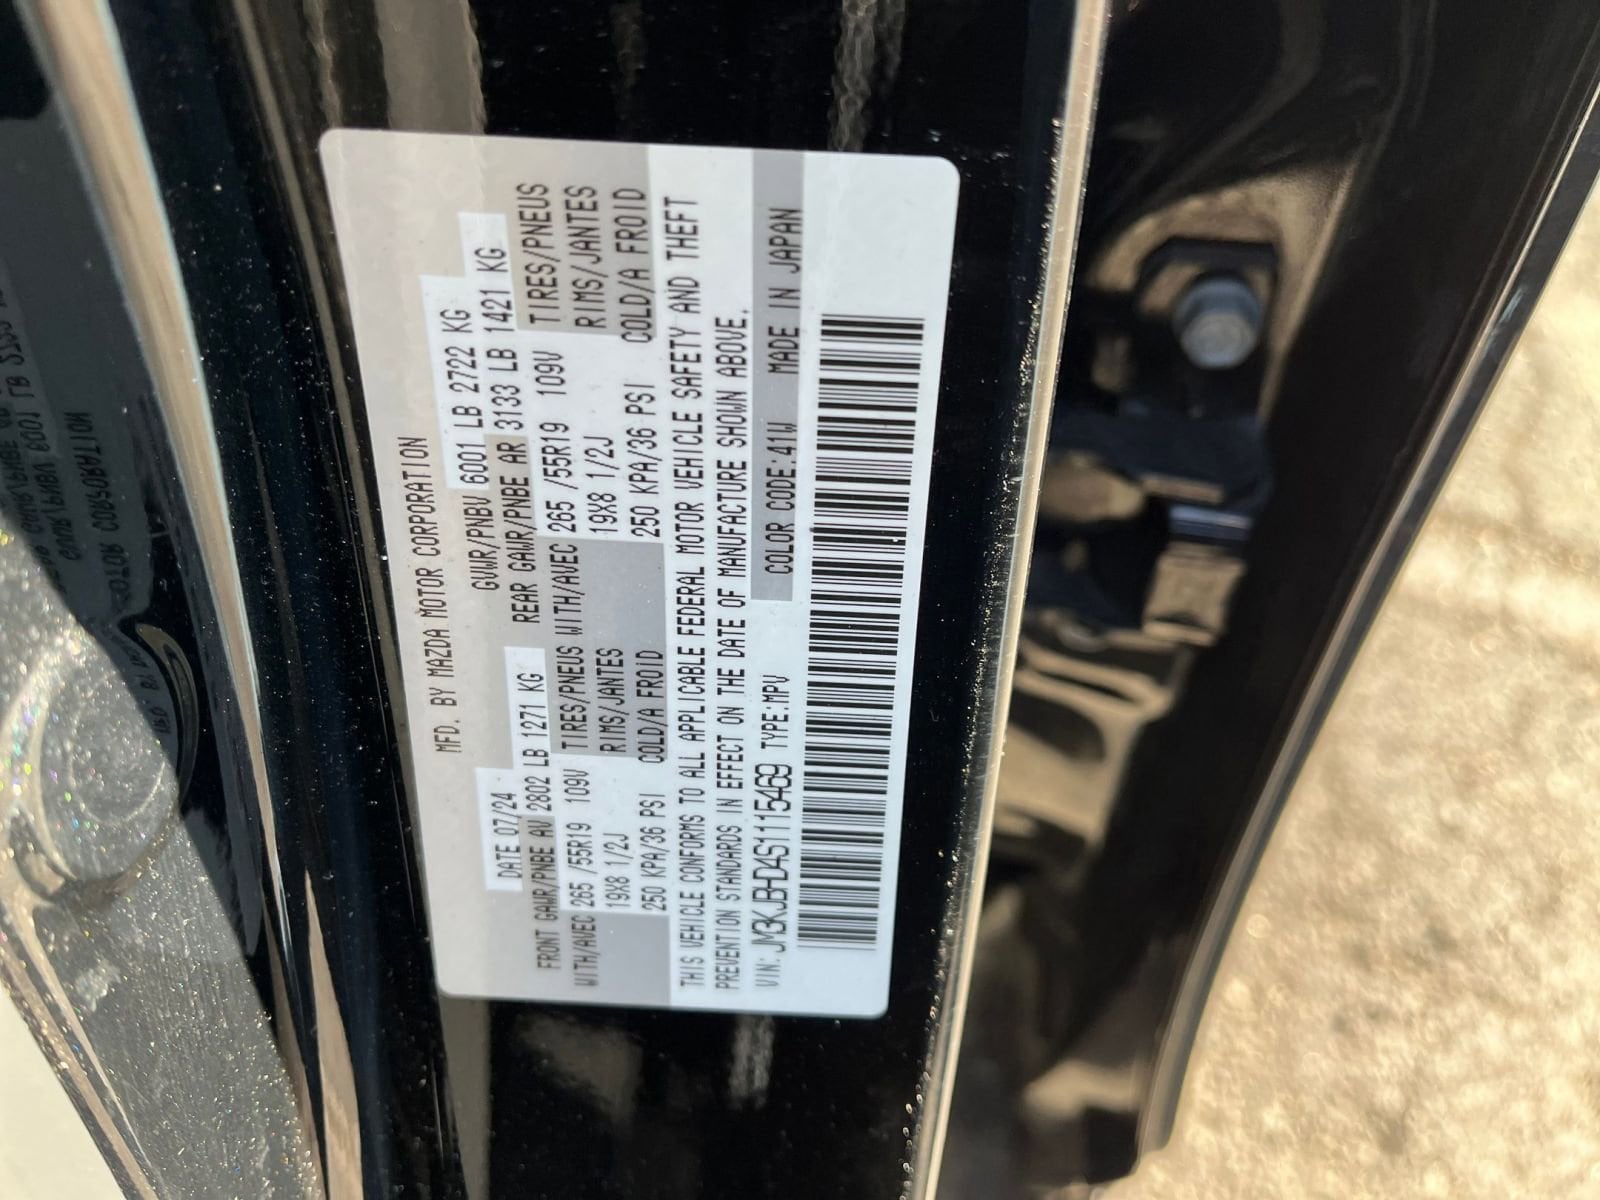 MFD. BY MAZDA MOTOR CORPORATION
DATE 07/24 GVWR/PNBV 6001 LB 2722 KG
FRONT GAWR/PNBE AV 2802 LB 1271 KG REAR GAWR/PNBE AR 3133 LB 1421 KG
WITH/AVEC 265 /55R19 109V TIRES/PNEUS WITH/AVEC 265 /55R19 109V TIRES/PNEUS
19X8 1/2J RIMS/JANTES 19X8 1/2J RIMS/JANTES
250 KPA/36 PSI COLD/A FROID 250 KPA/36 PSI COLD/A FROID
THIS VEHICLE CONFORMS TO ALL APPLICABLE FEDERAL MOTOR VEHICLE SAFETY AND THEFT
PREVENTION STANDARDS IN EFFECT ON THE DATE OF MANUFACTURE SHOWN ABOVE.
VIN: JM3KJBHD4S1115469 TYPE:MPV COLOR CODE:41W MADE IN JAPAN